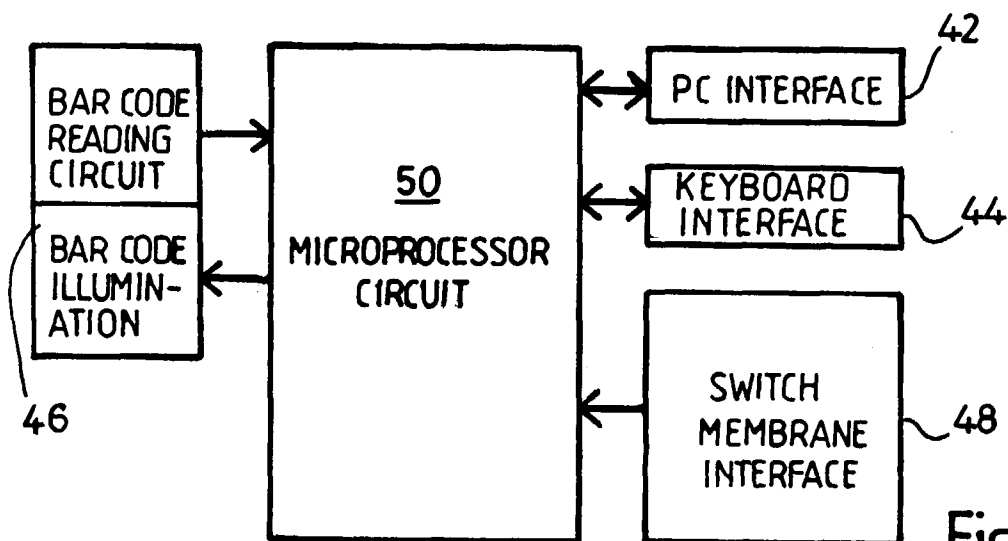 BAR CODE
READING
CIRCUIT
BAR CODE
ILLUMIN-
ATION
46
50
MICROPROCESSOR
CIRCUIT
PC INTERFACE
42
KEYBOARD
INTERFACE
44
SWITCH
MEMBRANE
INTERFACE
48
Fig